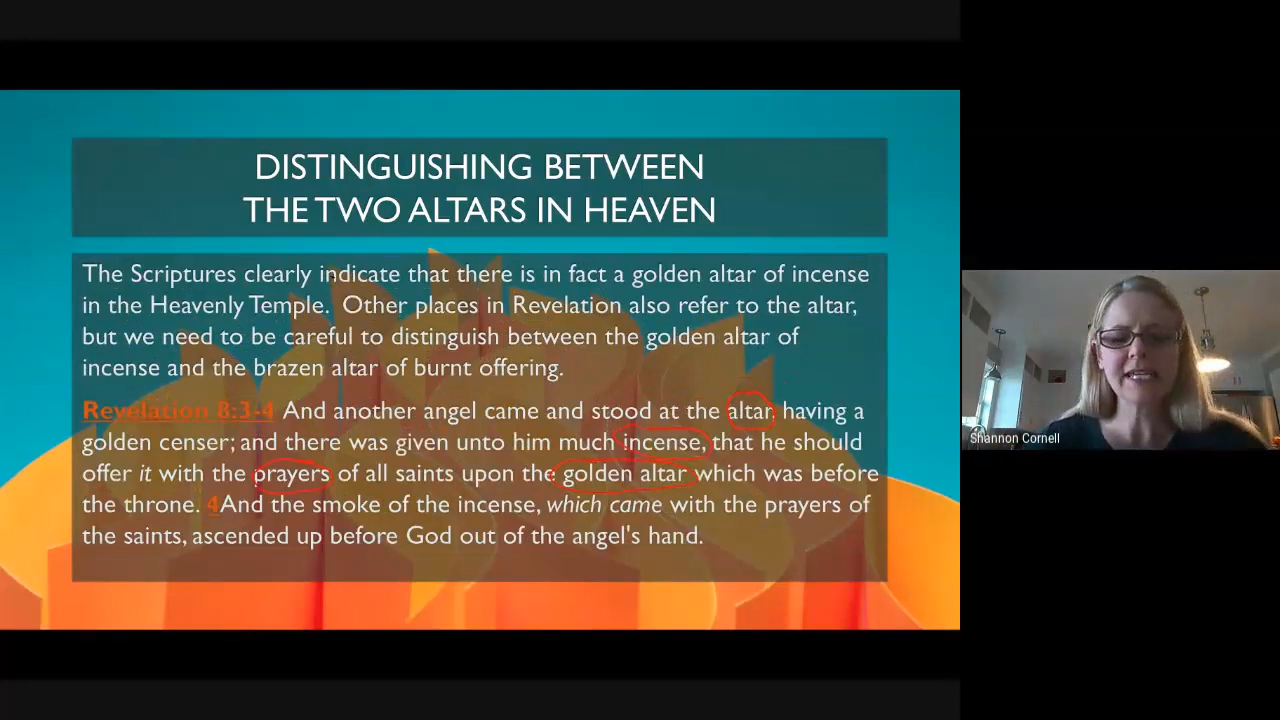 DISTINGUISHING BETWEEN
THE TWO ALTARS IN HEAVEN
The Scriptures clearly indicate that there is in fact a golden altar of incense
in the Heavenly Temple. Other places in Revelation also refer to the altar,
but we need to be careful to distinguish between the golden altar of
incense and the brazen altar of burnt offering.
Revelation 8:3-4 And another angel came and stood at the altar, having a
golden censer; and there was given unto him much incense, that he should
offer it with the prayers of all saints upon the golden altar which was before
the throne. 4And the smoke of the incense, which came with the prayers of
the saints, ascended up before God out of the angel's hand.
Shannon Cornell